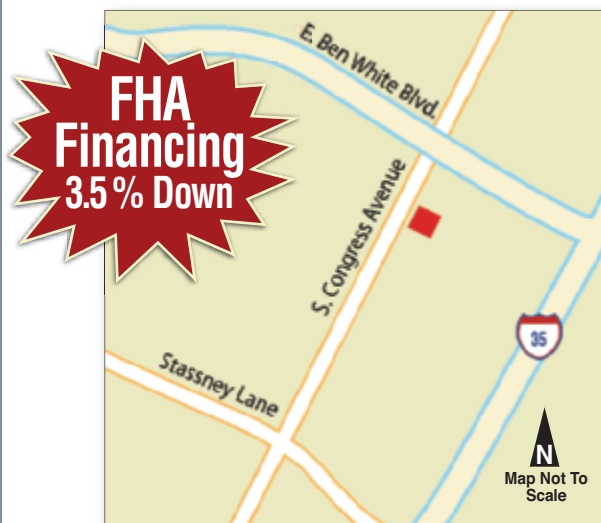 FHA
Financing
3.5% Down
E. Ben White Blvd.
S. Congress Avenue
35
Stassney Lane
N
Map Not To
Scale